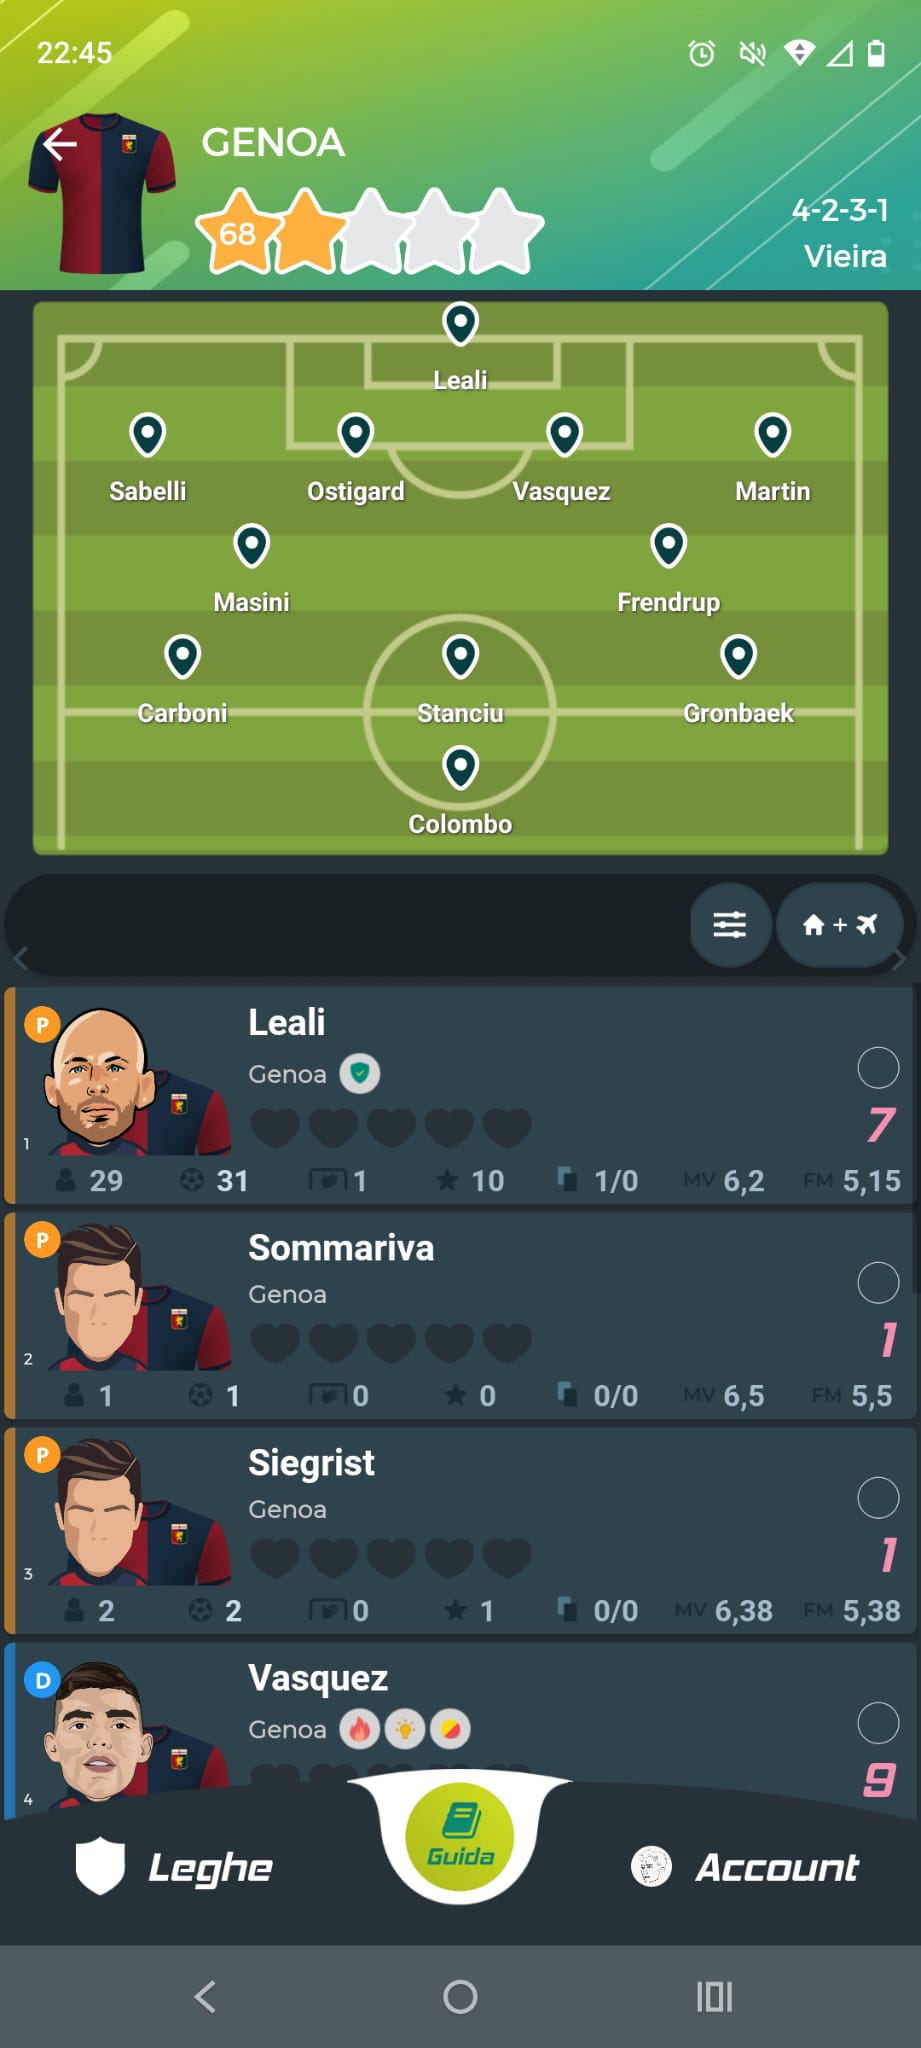 22:45
GENOA
68
4-2-3-1
Vieira
Leali
Sabelli Ostigard Vasquez Martin
Masini Frendrup
Carboni Stanciu Gronbaek
Colombo
+
P
Leali
Genoa
7
1
29 31 1 10 1/0 MV 6,2 FM 5,15
P
Sommariva
Genoa
1
2
1 1 0 0 0/0 MV 6,5 FM 5,5
P
Siegrist
Genoa
1
3
2 2 0 1 0/0 MV 6,38 FM 5,38
D
Vasquez
Genoa
9
4
Leghe
Guida
Account